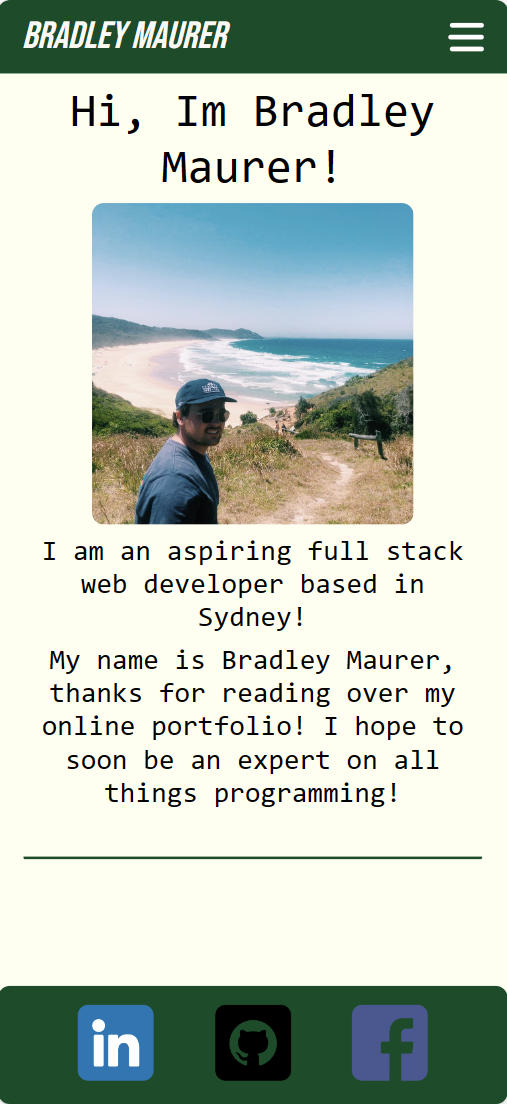 BRADLEY MAURER
Hi, Im Bradley
Maurer!
I am an aspiring full stack
web developer based in
Sydney!
My name is Bradley Maurer,
thanks for reading over my
online portfolio! I hope to
soon be an expert on all
things programming!
in
f